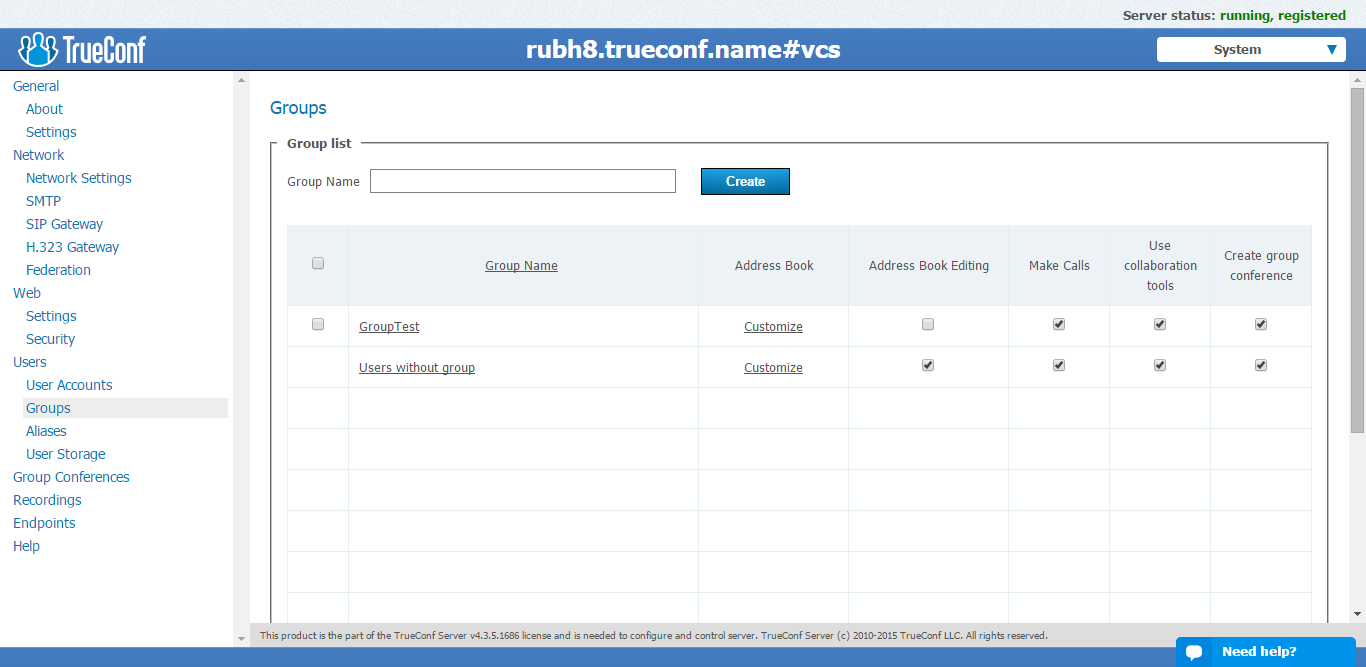 Server status: running, registered
TrueConf
rubh8.trueconf.name#vcs
System
General
About
Settings
Network
Network Settings
SMTP
SIP Gateway
H.323 Gateway
Federation
Web
Settings
Security
Users
User Accounts
Groups
Aliases
User Storage
Group Conferences
Recordings
Endpoints
Help
Groups
Group list
Group Name
Create
Group Name
Address Book
Address Book Editing
Make Calls
Use
collaboration
tools
Create group
conference
GroupTest
Customize
Users without group
Customize
This product is the part of the TrueConf Server v4.3.5.1686 license and is needed to configure and control server. TrueConf Server (c) 2010-2015 TrueConf LLC. All rights reserved.
Need help?